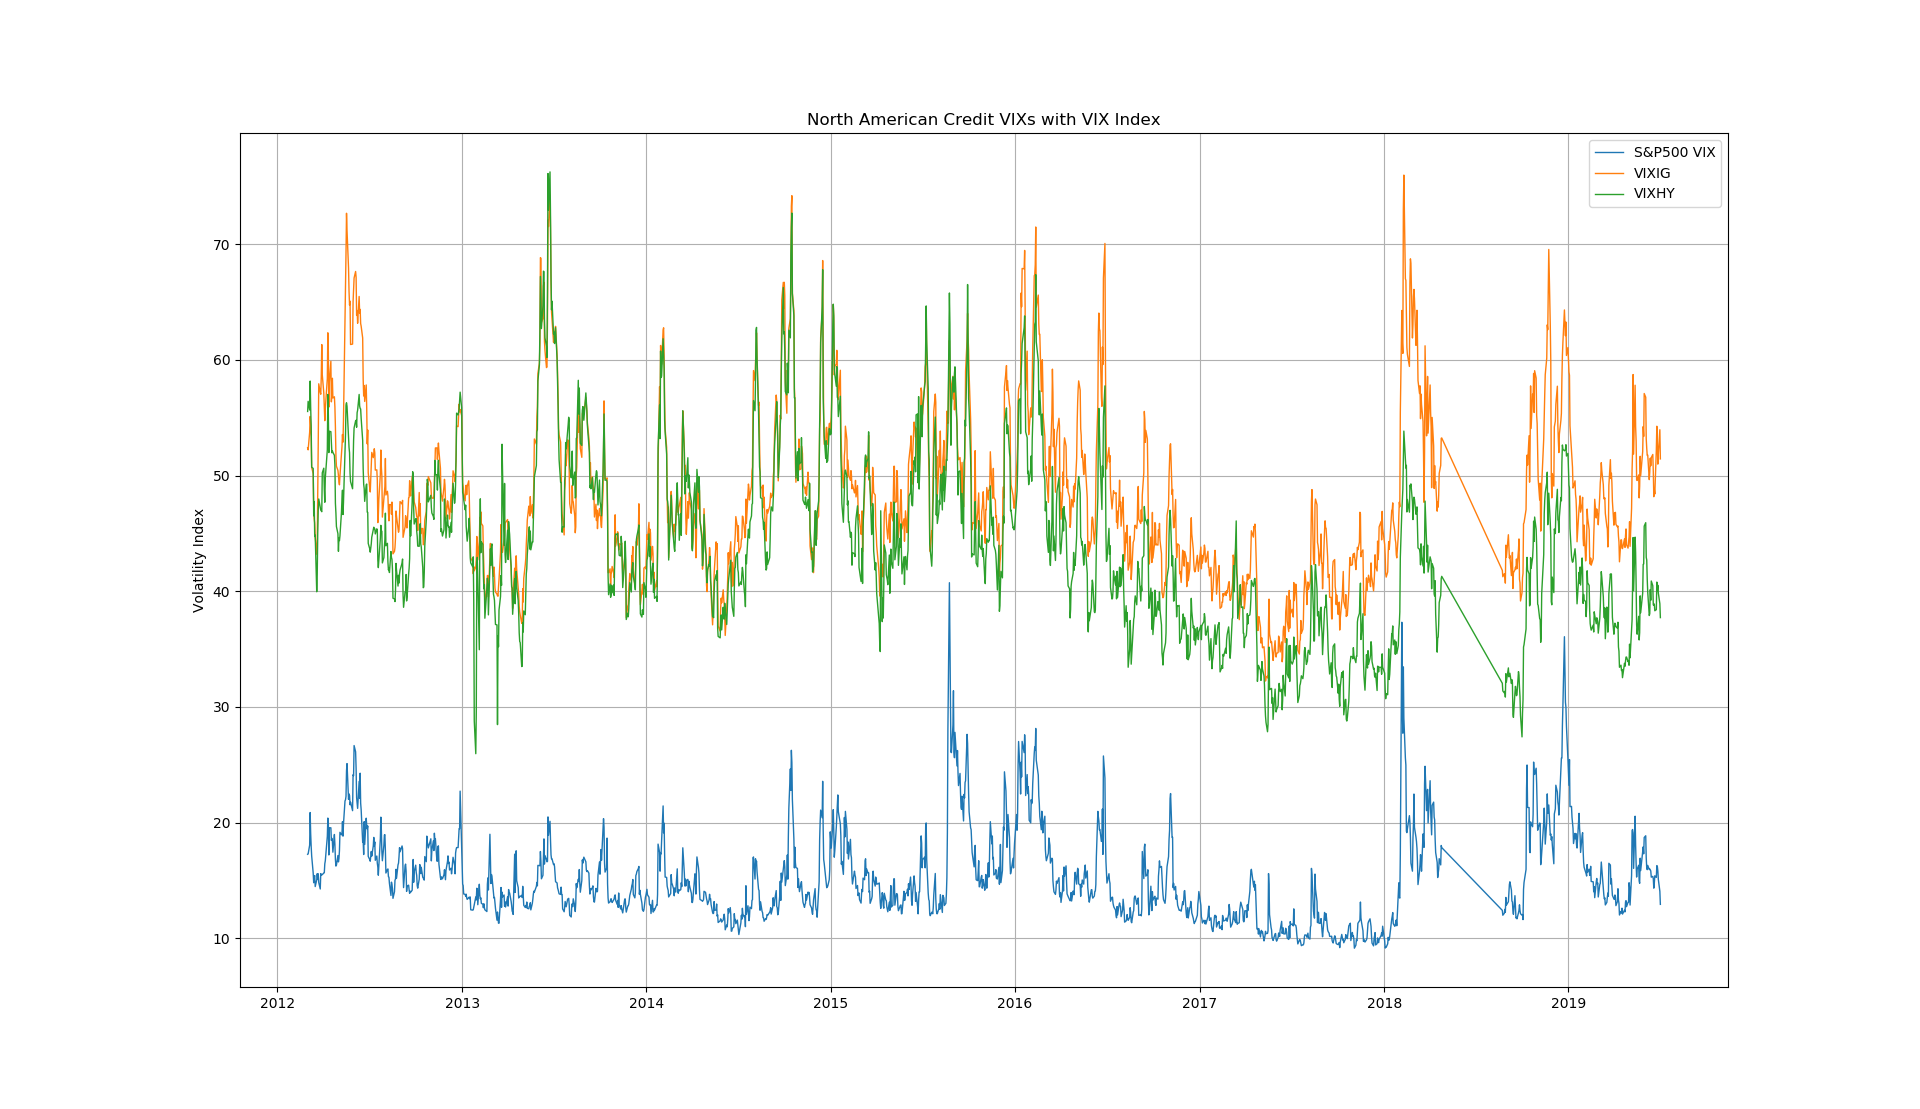 North American Credit VIXs with VIX Index
S&P500 VIX
VIXIG
VIXHY
Volatility Index
70
60
50
40
30
20
10
2012 2013 2014 2015 2016 2017 2018 2019